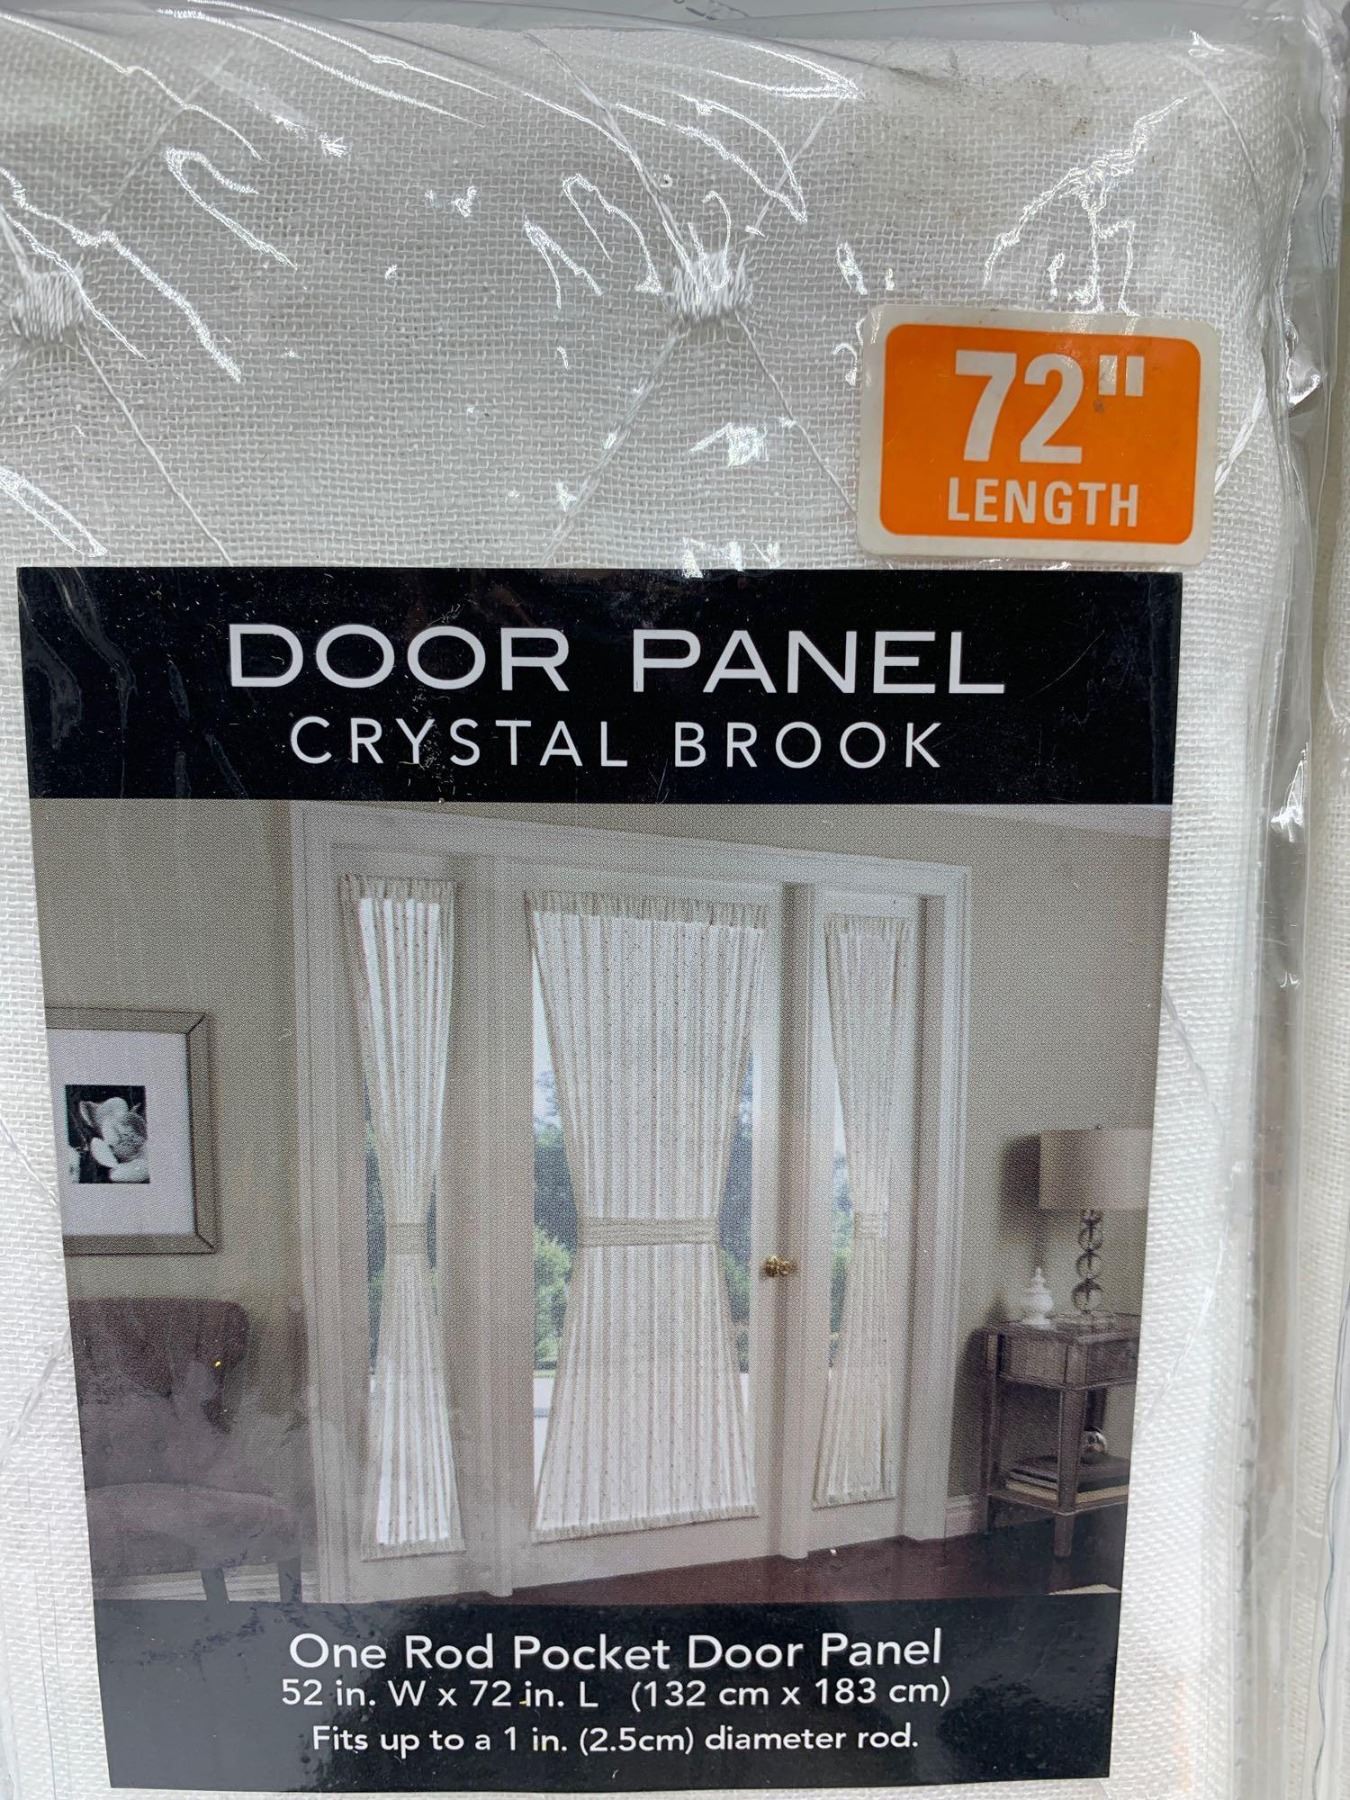 72"
LENGTH
DOOR PANEL
CRYSTAL BROOK
One Rod Pocket Door Panel
52 in. W x 72 in. L (132 cm x 183 cm)
Fits up to a 1 in. (2.5cm) diameter rod.